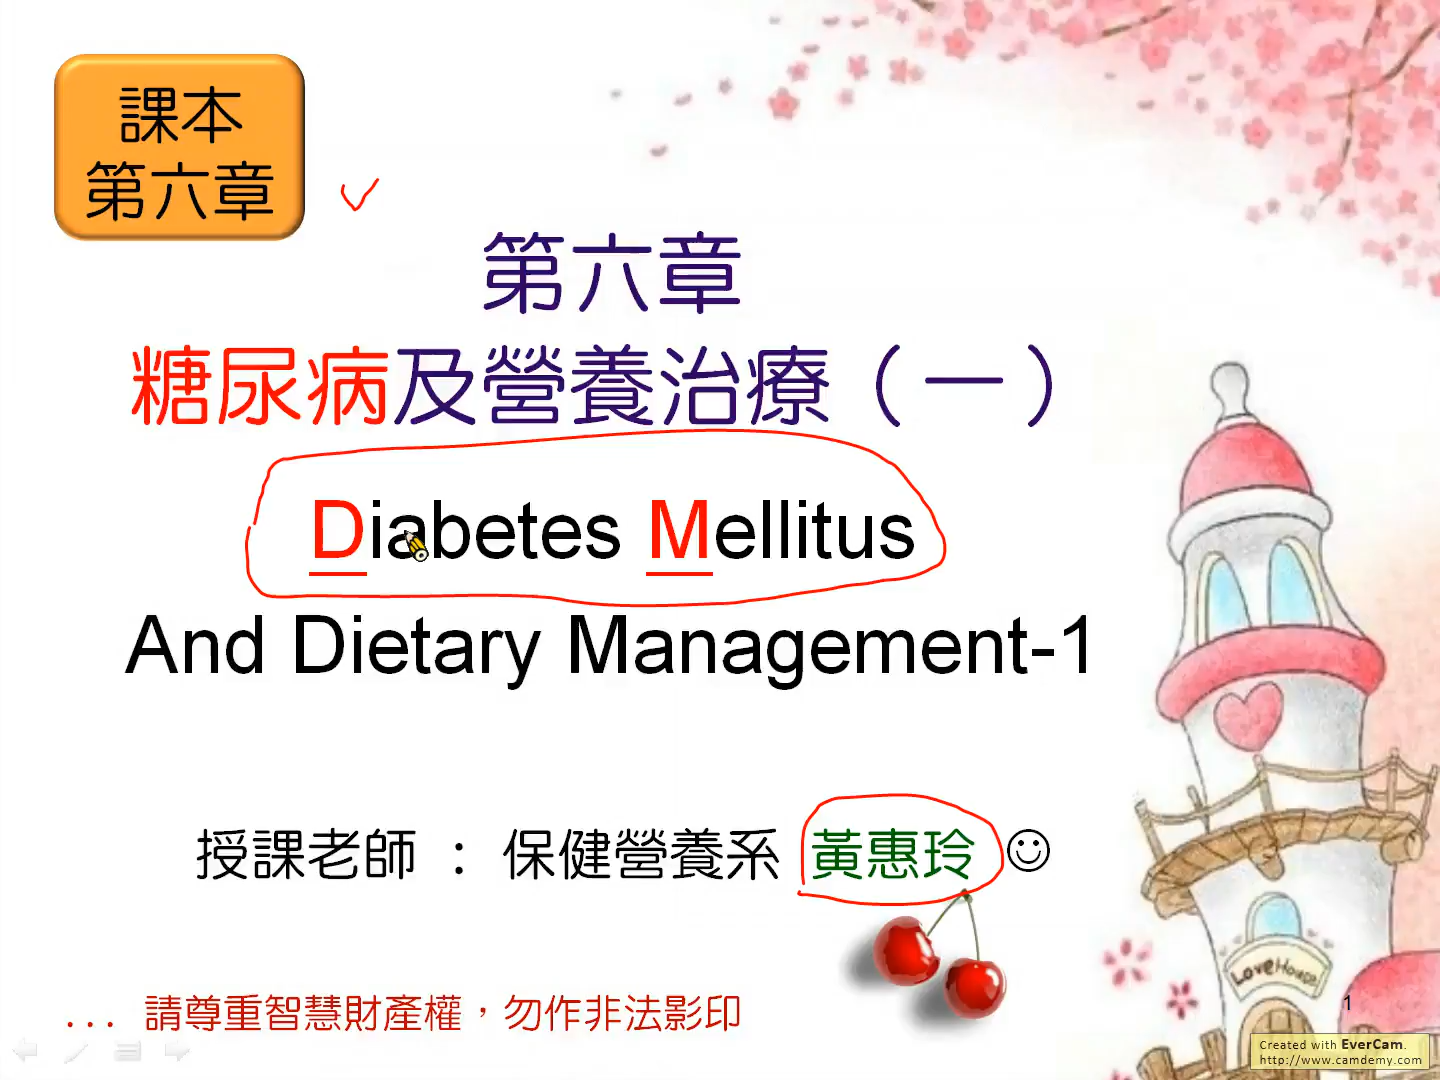 課本
第六章
第六章
糖尿病及營養治療（一）
Diabetes Mellitus
And Dietary Management-1
授課老師 ： 保健營養系 黃惠玲 ☺
LoveHouse!
... 請尊重智慧財產權，勿作非法影印
1
Created with EverCam.
http://www.camdemy.com